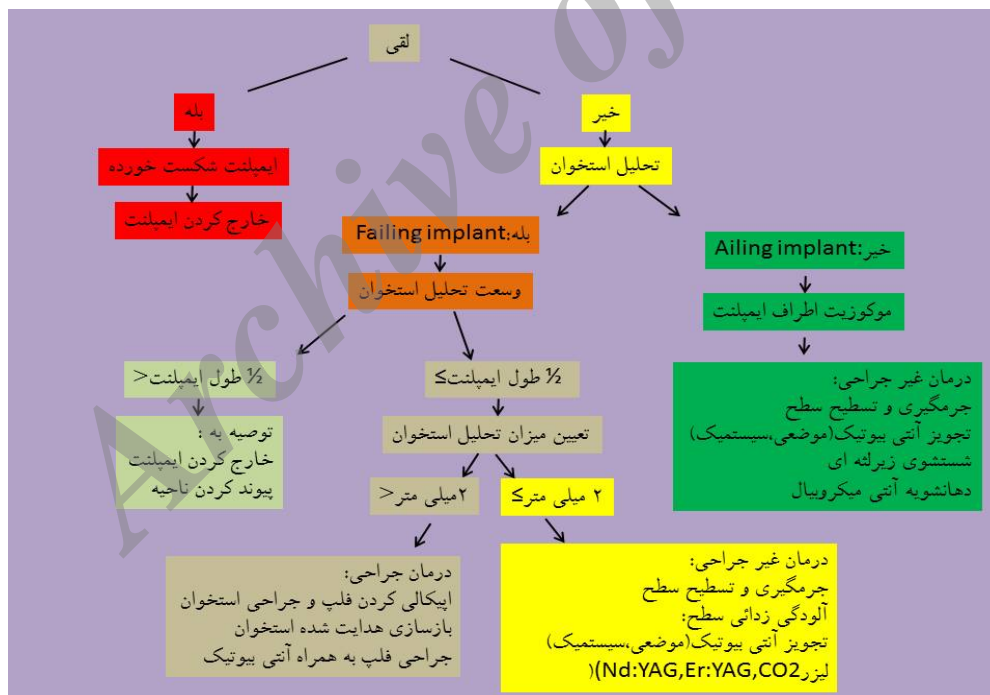 لقی
بله
خیر
ایمپلنت شکست خورده
تحلیل استخوان
خارج کردن ایمپلنت
بله:Failing implant
خیر:Ailing implant
وسعت تحلیل استخوان
موکوزیت اطراف ایمپلنت
½ طول ایمپلنت<
½ طول ایمپلنت≥
درمان غیر جراحی:
جرمگیری و تسطیح سطح
تجویز آنتی بیوتیک(موضعی،سیستمیک)
شستشوی زیرلثه ای
دهانشویه آنتی میکروبیال
توصیه به :
خارج کردن ایمپلنت
پیوند کردن ناحیه
تعیین میزان تحلیل استخوان
۲میلی متر<
۲ میلی متر≥
درمان جراحی:
اپیکالی کردن فلپ و جراحی استخوان
بازسازی هدایت شده استخوان
جراحی فلپ به همراه آنتی بیوتیک
درمان غیر جراحی:
جرمگیری و تسطیح سطح
آلودگی زدائی سطح:
تجویز آنتی بیوتیک(موضعی،سیستمیک)
لیزر(Nd:YAG,Er:YAG,CO2)
Archive of